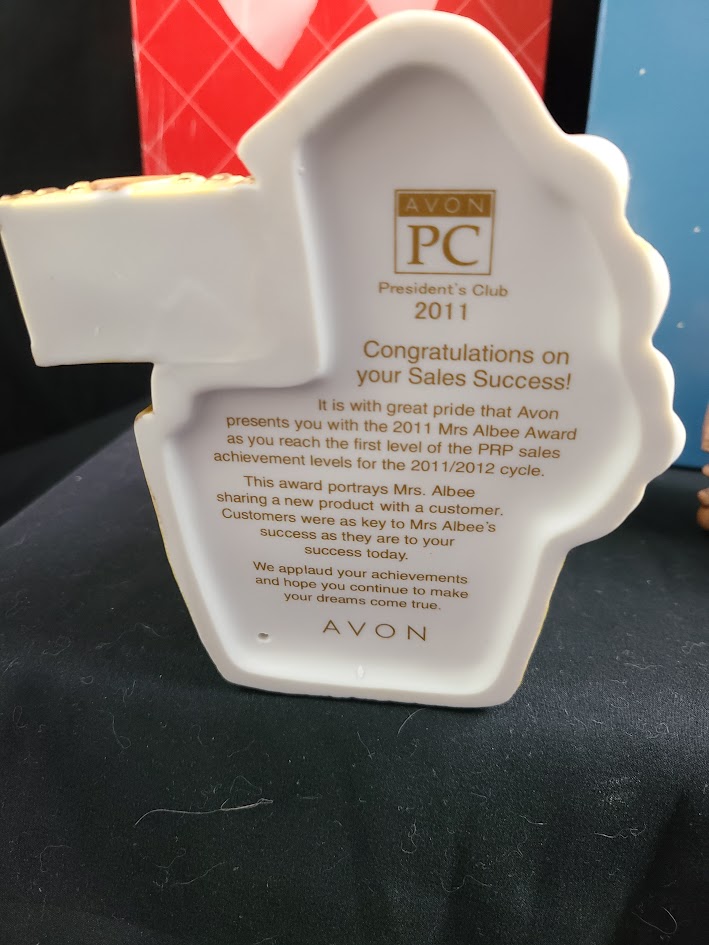 AVON
PC
President's Club
2011
Congratulations on
your Sales Success!
It is with great pride that Avon
presents you with the 2011 Mrs Albee Award
as you reach the first level of the PRP sales
achievement levels for the 2011/2012 cycle.
This award portrays Mrs. Albee
sharing a new product with a customer.
Customers were as key to Mrs Albee's
success as they are to your
success today.
We applaud your achievements
and hope you continue to make
your dreams come true.
AVON